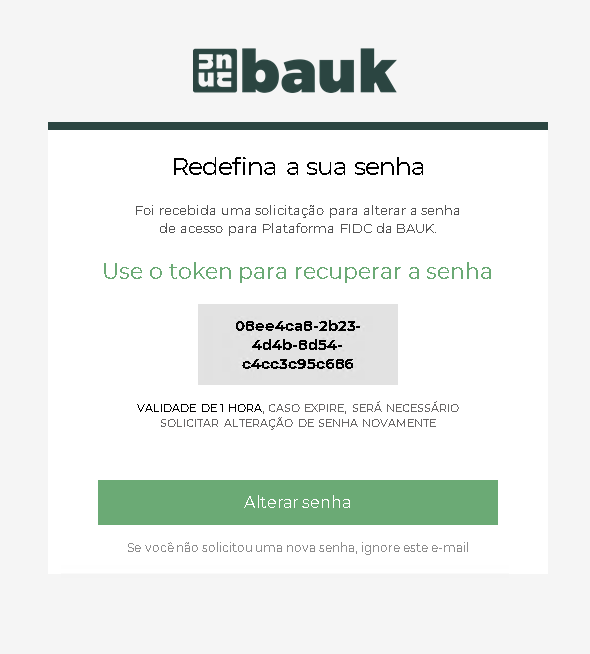 bauk
Redefina a sua senha
Foi recebida uma solicitação para alterar a senha
de acesso para Plataforma FIDC da BAUK.
Use o token para recuperar a senha
08ee4ca8-2b23-
4d4b-8d54-
c4cc3c95c686
VALIDADE DE 1 HORA, CASO EXPIRE, SERÁ NECESSÁRIO
SOLICITAR ALTERAÇÃO DE SENHA NOVAMENTE
Alterar senha
Se você não solicitou uma nova senha, ignore este e-mail